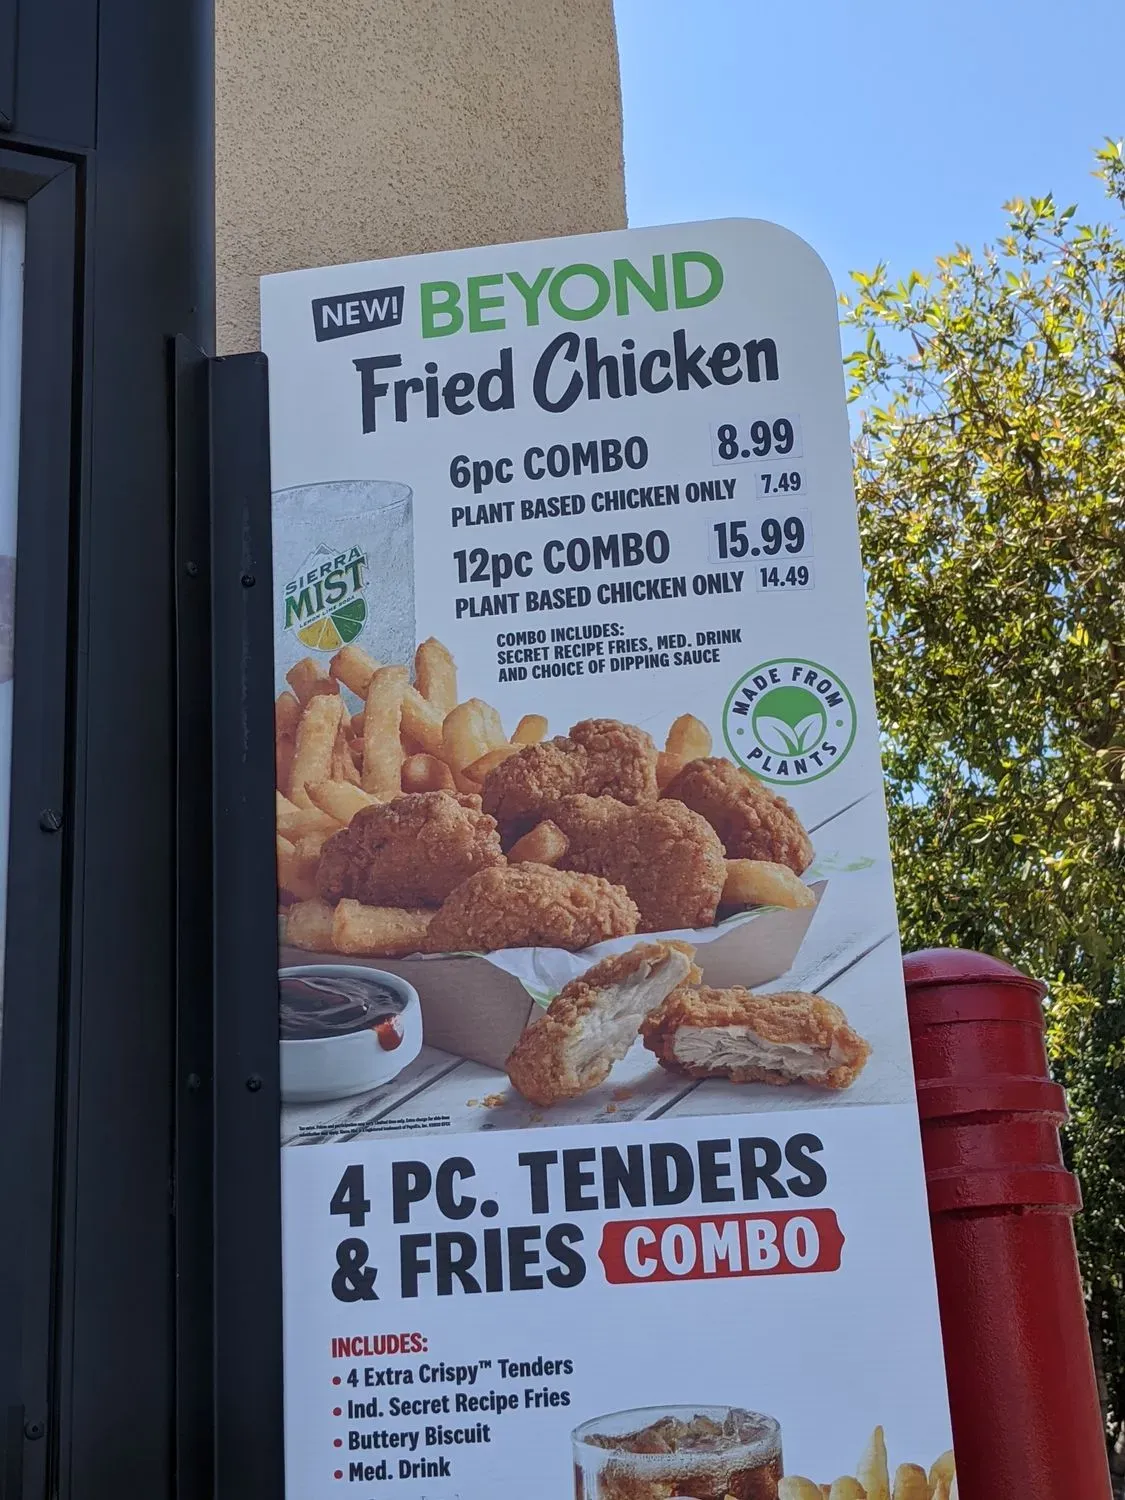 NEW! BEYOND
Fried Chicken
6pc COMBO 8.99
PLANT BASED CHICKEN ONLY 7.49
12pc COMBO 15.99
PLANT BASED CHICKEN ONLY 14.49
COMBO INCLUDES:
SECRET RECIPE FRIES, MED. DRINK
AND CHOICE OF DIPPING SAUCE
SIERRA
MIST
LEMON LIME SODA
MADE FROM
PLANTS
4 PC. TENDERS
& FRIES COMBO
INCLUDES:
• 4 Extra Crispy™ Tenders
• Ind. Secret Recipe Fries
• Buttery Biscuit
• Med. Drink